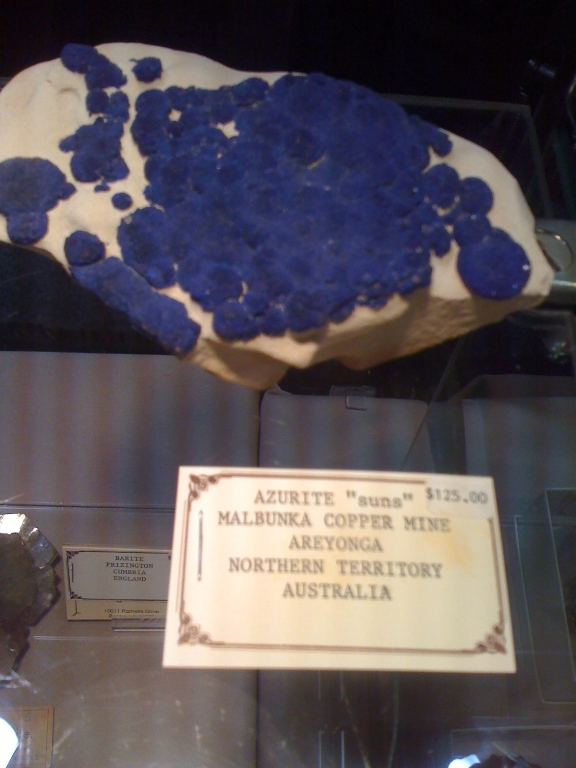 AZURITE "suns" $125.00
MALBUNKA COPPER MINE
AREYONGA
NORTHERN TERRITORY
AUSTRALIA
BARITE
FRIZINGTON
CUMBRIA
ENGLAND